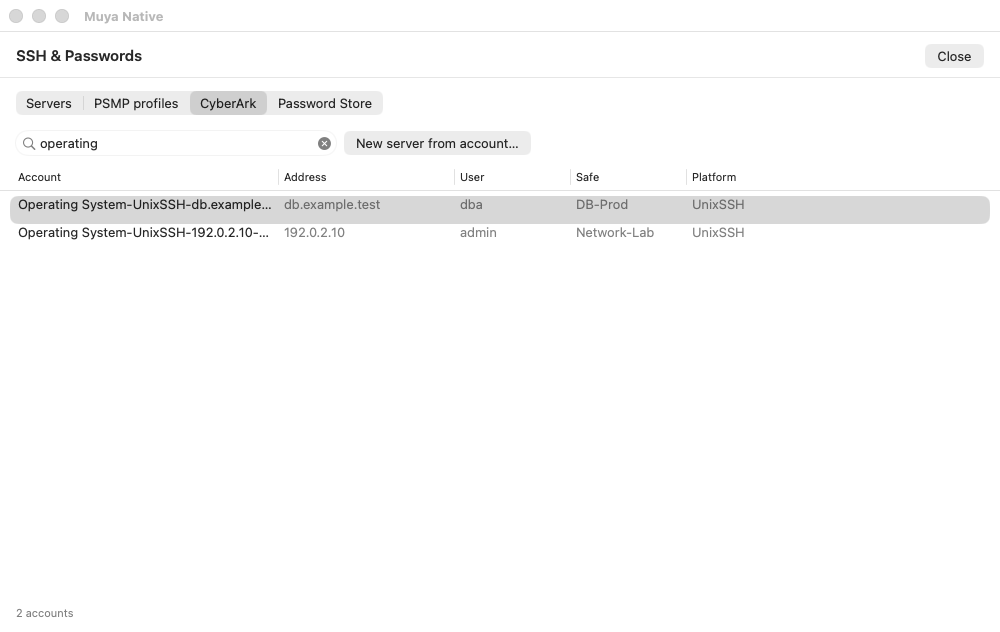 Muya Native
SSH & Passwords
Close
Servers
PSMP profiles
CyberArk
Password Store
operating
New server from account...
Account Address User Safe Platform
Operating System-UnixSSH-db.example... db.example.test dba DB-Prod UnixSSH
Operating System-UnixSSH-192.0.2.10-... 192.0.2.10 admin Network-Lab UnixSSH
2 accounts